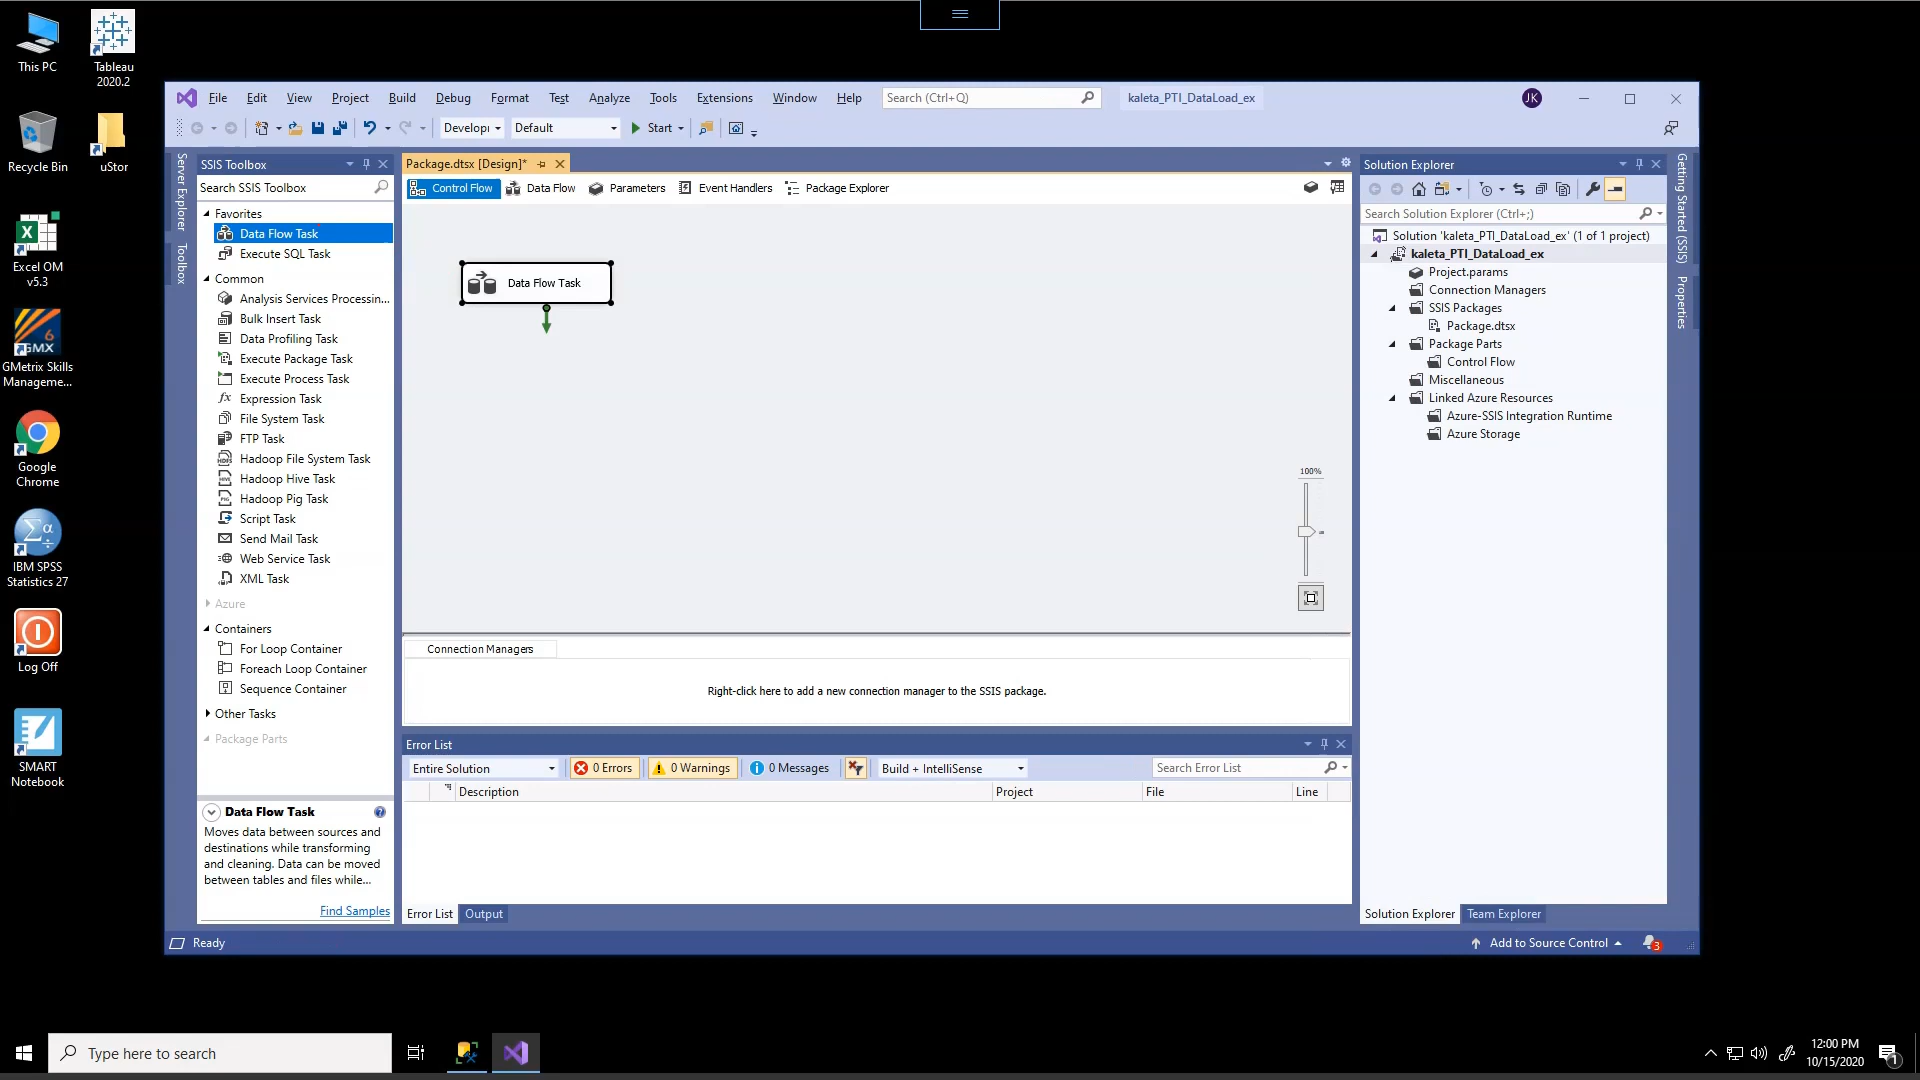 This PC
Tableau
2020.2
Recycle Bin
uStor
Excel OM
v5.3
GMX
GMetrix Skills
Manageme...
Google
Chrome
IBM SPSS
Statistics 27
Log Off
SMART
Notebook
File Edit View Project Build Debug Format Test Analyze Tools Extensions Window Help
Search (Ctrl+Q)
kaleta_PTI_DataLoad_ex
JK
Developi
Default
Start
Server Explorer
Toolbox
SSIS Toolbox
Search SSIS Toolbox
Favorites
Data Flow Task
Execute SQL Task
Common
Analysis Services Processin...
Bulk Insert Task
Data Profiling Task
Execute Package Task
Execute Process Task
Expression Task
File System Task
FTP Task
Hadoop File System Task
Hadoop Hive Task
Hadoop Pig Task
Script Task
Send Mail Task
Web Service Task
XML Task
Azure
Containers
For Loop Container
Foreach Loop Container
Sequence Container
Other Tasks
Package Parts
Data Flow Task
Moves data between sources and
destinations while transforming
and cleaning. Data can be moved
between tables and files while...
Find Samples
Package.dtsx [Design]*
Control Flow Data Flow Parameters Event Handlers Package Explorer
Data Flow Task
100%
Connection Managers
Right-click here to add a new connection manager to the SSIS package.
Error List
Entire Solution
0 Errors
0 Warnings
0 Messages
Build + IntelliSense
Search Error List
Description Project File Line
Error List Output
Solution Explorer
Search Solution Explorer (Ctrl+;)
Solution 'kaleta_PTI_DataLoad_ex' (1 of 1 project)
kaleta_PTI_DataLoad_ex
Project.params
Connection Managers
SSIS Packages
Package.dtsx
Package Parts
Control Flow
Miscellaneous
Linked Azure Resources
Azure-SSIS Integration Runtime
Azure Storage
Solution Explorer Team Explorer
Getting Started (SSIS)
Properties
Ready
Add to Source Control
3
Type here to search
12:00 PM
10/15/2020
1